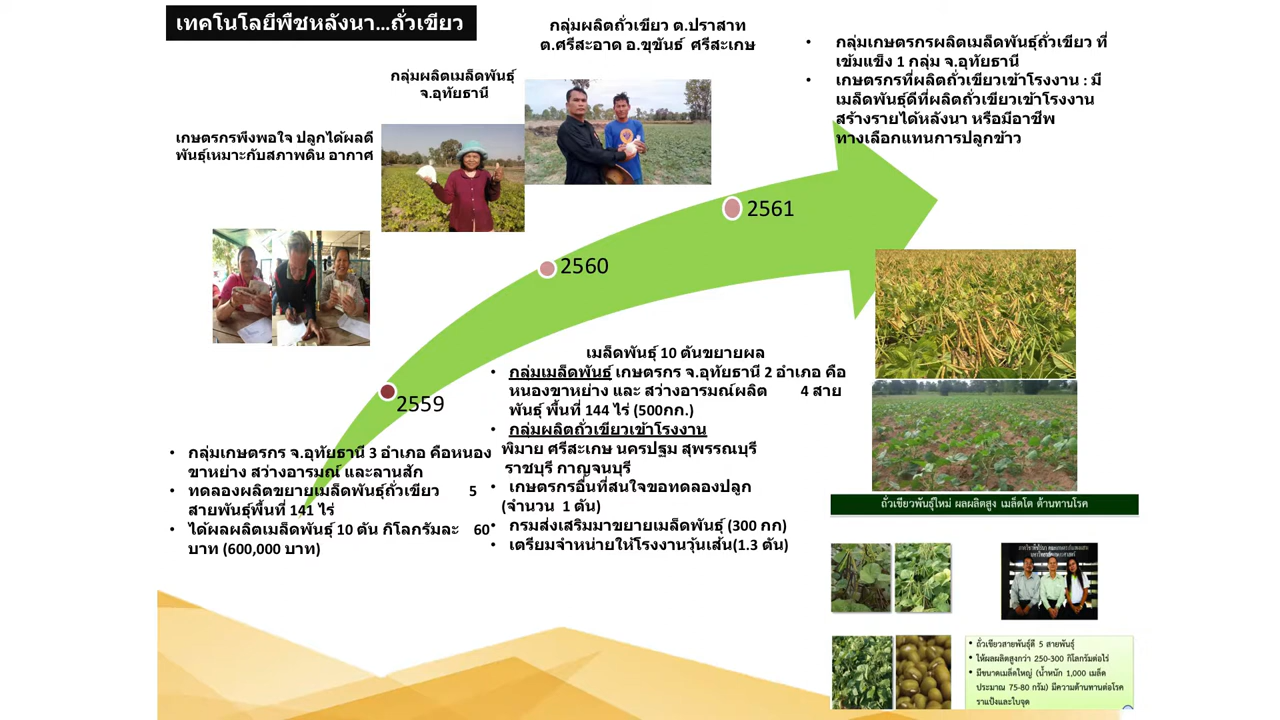 เทคโนโลยีพืชหลังนา...ถั่วเขียว
กลุ่มผลิตถั่วเขียว ต.ปราสาท
ต.ศรีสะอาด อ.ขุขันธ์ ศรีสะเกษ
กลุ่มผลิตเมล็ดพันธุ์
จ.อุทัยธานี
เกษตรกรพึงพอใจ ปลูกได้ผลดี
พันธุ์เหมาะกับสภาพดิน อากาศ
• กลุ่มเกษตรกรผลิตเมล็ดพันธุ์ถั่วเขียว ที่
เข้มแข็ง 1 กลุ่ม จ.อุทัยธานี
• เกษตรกรที่ผลิตถั่วเขียวเข้าโรงงาน : มี
เมล็ดพันธุ์ดีที่ผลิตถั่วเขียวเข้าโรงงาน
สร้างรายได้หลังนา หรือมีอาชีพ
ทางเลือกแทนการปลูกข้าว
2561
2560
2559
• กลุ่มเกษตรกร จ.อุทัยธานี 3 อำเภอ คือหนอง
ขาหย่าง สว่างอารมณ์ และลานสัก
• ทดลองผลิตขยายเมล็ดพันธุ์ถั่วเขียว 5
สายพันธุ์พื้นที่ 141 ไร่
• ได้ผลผลิตเมล็ดพันธุ์ 10 ตัน กิโลกรัมละ 60
บาท (600,000 บาท)
เมล็ดพันธุ์ 10 ตันขยายผล
• กลุ่มเมล็ดพันธุ์ เกษตรกร จ.อุทัยธานี 2 อำเภอ คือ
หนองขาหย่าง และ สว่างอารมณ์ผลิต 4 สาย
พันธุ์ พื้นที่ 144 ไร่ (500กก.)
• กลุ่มผลิตถั่วเขียวเข้าโรงงาน
พิมาย ศรีสะเกษ นครปฐม สุพรรณบุรี
ราชบุรี กาญจนบุรี
• เกษตรกรอื่นที่สนใจขอทดลองปลูก
(จำนวน 1 ตัน)
• กรมส่งเสริมมาขยายเมล็ดพันธุ์ (300 กก)
• เตรียมจำหน่ายให้โรงงานวุ้นเส้น(1.3 ตัน)
ถั่วเขียวพันธุ์ใหม่ ผลผลิตสูง เมล็ดโต ต้านทานโรค
• ถั่วเขียวสายพันธุ์ดี 5 สายพันธุ์
• ให้ผลผลิตสูงกว่า 250-300 กิโลกรัมต่อไร่
• มีขนาดเมล็ดใหญ่ (น้ำหนัก 1,000 เมล็ด
ประมาณ 75-80 กรัม) มีความต้านทานต่อโรค
ราแป้งและใบจุด